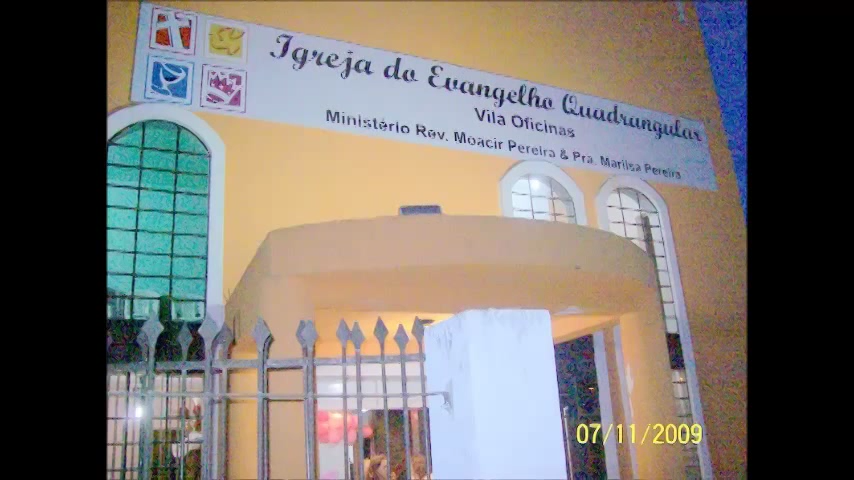 Igreja do Evangelho Quadrangular
Vila Oficinas
Ministério Rev. Moacir Pereira & Pra. Marilsa Pereira
07/11/2009